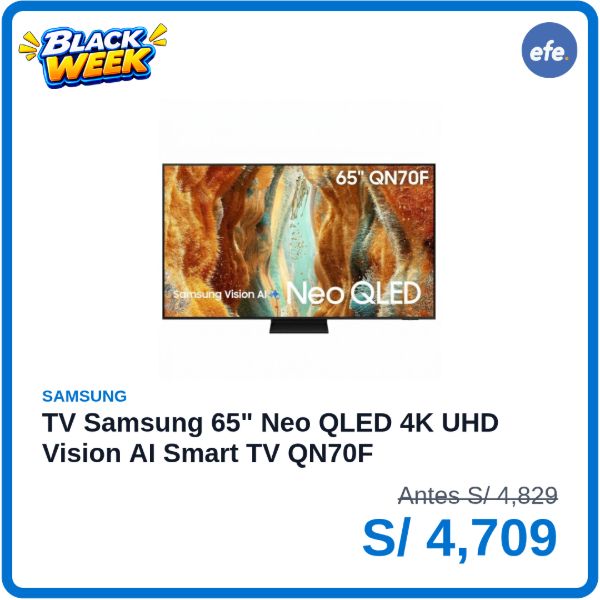 BLACK
WEEK
efe.
65" QN70F
Samsung Vision AI
Neo QLED
SAMSUNG
TV Samsung 65" Neo QLED 4K UHD
Vision AI Smart TV QN70F
Antes S/ 4,829
S/ 4,709